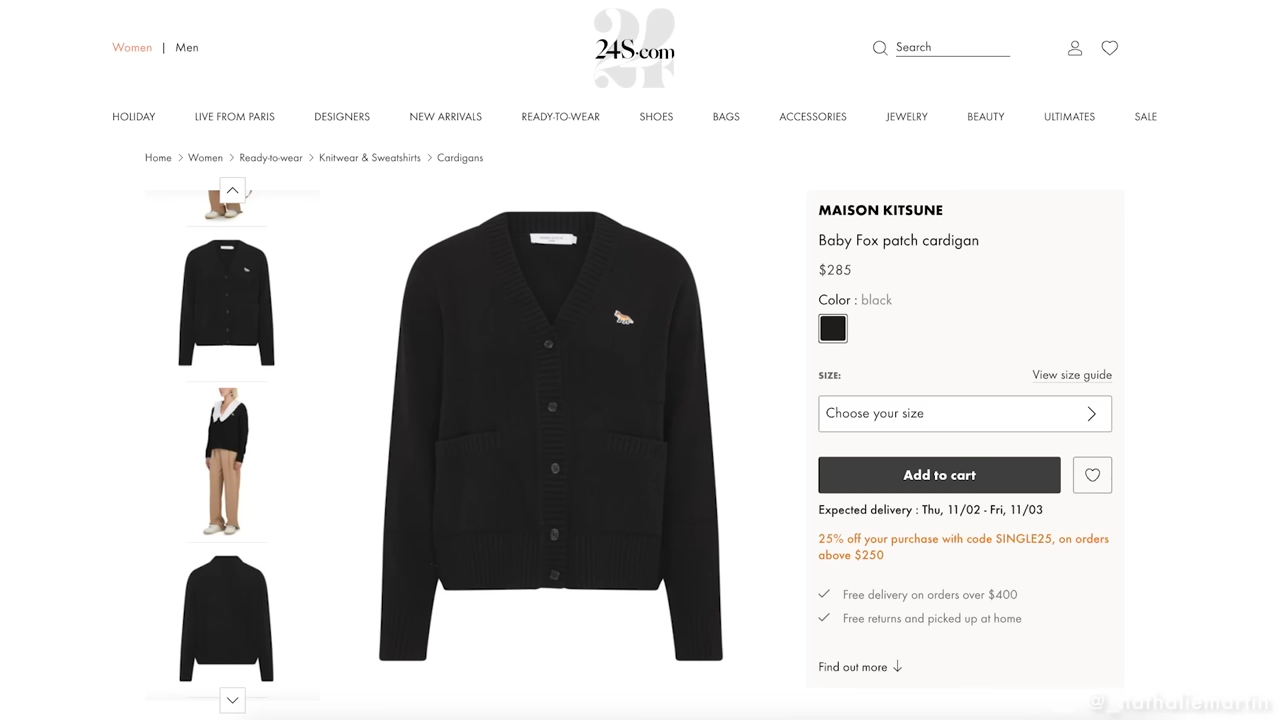 Women | Men
24S.com
Search
HOLIDAY
LIVE FROM PARIS
DESIGNERS
NEW ARRIVALS
READY-TO-WEAR
SHOES
BAGS
ACCESSORIES
JEWELRY
BEAUTY
ULTIMATES
SALE
Home > Women > Ready-to-wear > Knitwear & Sweatshirts > Cardigans
MAISON KITSUNE
Baby Fox patch cardigan
$285
Color : black
SIZE:
View size guide
Choose your size
Add to cart
Expected delivery : Thu, 11/02 - Fri, 11/03
25% off your purchase with code SINGLE25, on orders
above $250
Free delivery on orders over $400
Free returns and picked up at home
Find out more
@_nathaliemartin